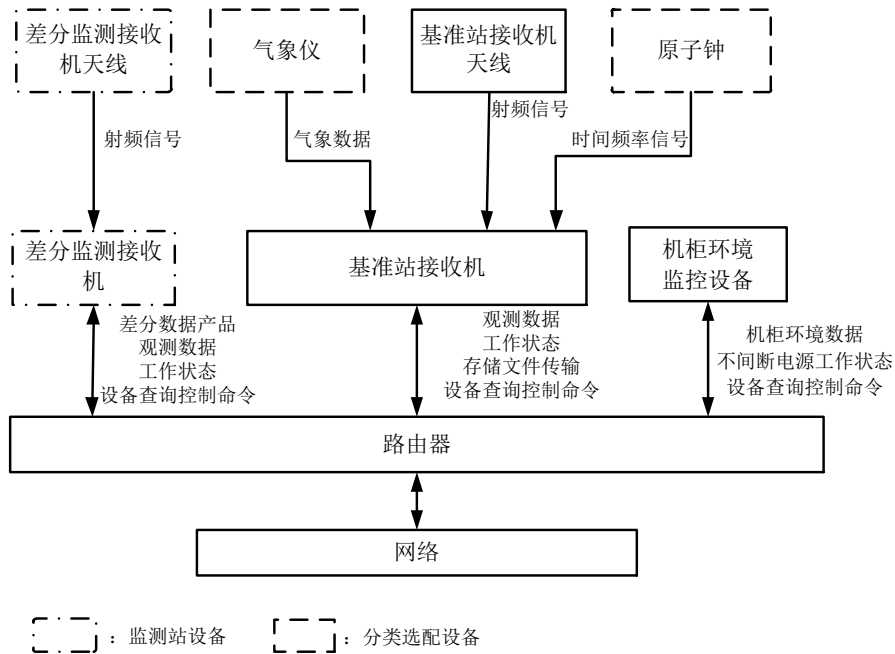 差分监测接收
机天线
气象仪
基准站接收机
天线
原子钟
射频信号
气象数据
射频信号
时间频率信号
差分监测接收
机
基准站接收机
机柜环境
监控设备
差分数据产品
观测数据
工作状态
设备查询控制命令
观测数据
工作状态
存储文件传输
设备查询控制命令
机柜环境数据
不间断电源工作状态
设备查询控制命令
路由器
网络
：监测站设备
：分类选配设备